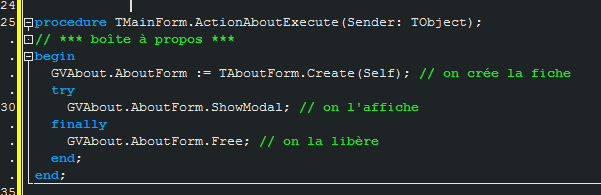 24
25 procedure TMainForm.ActionAboutExecute(Sender: TObject);
. // *** boîte à propos ***
. begin
.   GVAbout.AboutForm := TAboutForm.Create(Self); // on crée la fiche
.   try
30     GVAbout.AboutForm.ShowModal; // on l'affiche
.   finally
.     GVAbout.AboutForm.Free; // on la libère
.   end;
. end;
35